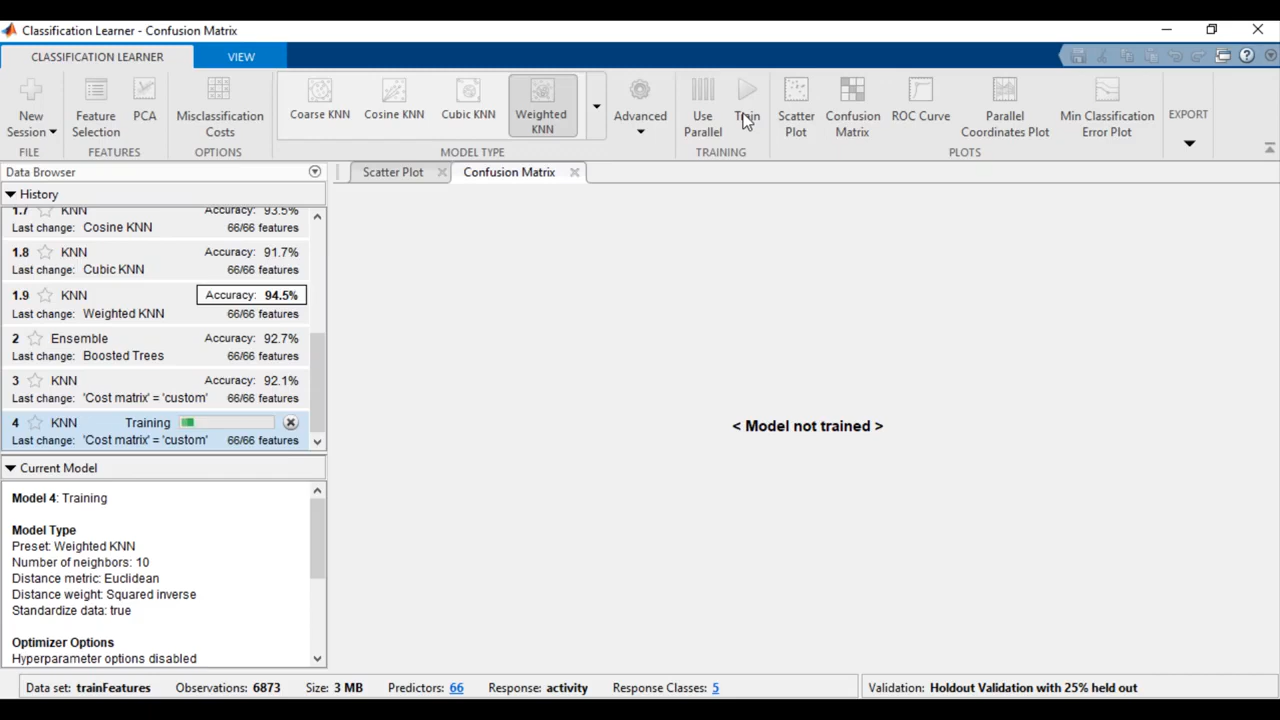 Classification Learner - Confusion Matrix
CLASSIFICATION LEARNER VIEW
New Session
Feature Selection
PCA
Misclassification Costs
Coarse KNN
Cosine KNN
Cubic KNN
Weighted KNN
Advanced
Use Parallel
Train
Scatter Plot
Confusion Matrix
ROC Curve
Parallel Coordinates Plot
Min Classification Error Plot
EXPORT
FILE FEATURES OPTIONS MODEL TYPE TRAINING PLOTS
Data Browser
Scatter Plot Confusion Matrix
History
1.7 KNN Accuracy: 93.5%
Last change: Cosine KNN 66/66 features
1.8 KNN Accuracy: 91.7%
Last change: Cubic KNN 66/66 features
1.9 KNN Accuracy: 94.5%
Last change: Weighted KNN 66/66 features
2 Ensemble Accuracy: 92.7%
Last change: Boosted Trees 66/66 features
3 KNN Accuracy: 92.1%
Last change: 'Cost matrix' = 'custom' 66/66 features
4 KNN Training
Last change: 'Cost matrix' = 'custom' 66/66 features
< Model not trained >
Current Model
Model 4: Training
Model Type
Preset: Weighted KNN
Number of neighbors: 10
Distance metric: Euclidean
Distance weight: Squared inverse
Standardize data: true
Optimizer Options
Hyperparameter options disabled
Data set: trainFeatures Observations: 6873 Size: 3 MB Predictors: 66 Response: activity Response Classes: 5 Validation: Holdout Validation with 25% held out